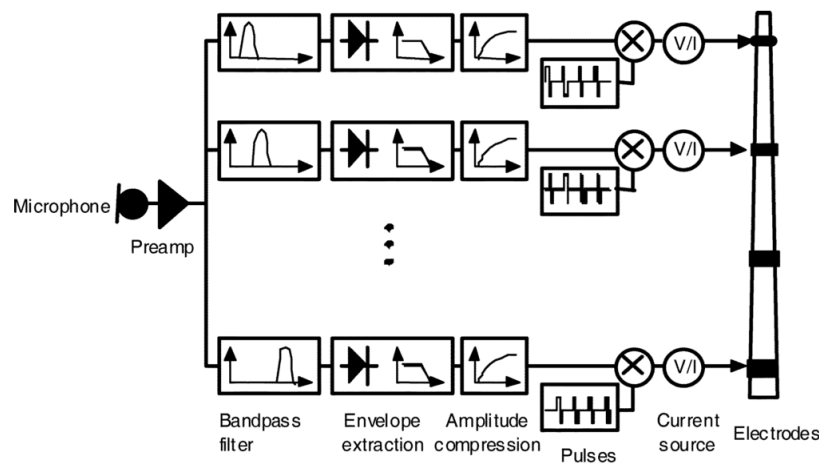 V/I
V/I
Microphone
Preamp
V/I
Bandpass
filter
Envelope
extraction
Amplitude
compression
Pulses
Current
source
Electrodes